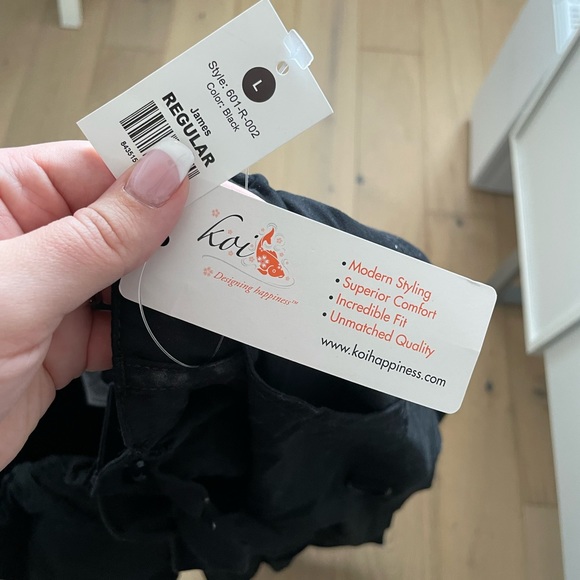 L
Style: 601-R-002
Color: Black
James
REGULAR
84351
koi
Designing happiness™
• Modern Styling
• Superior Comfort
• Incredible Fit
• Unmatched Quality
www.koihappiness.com